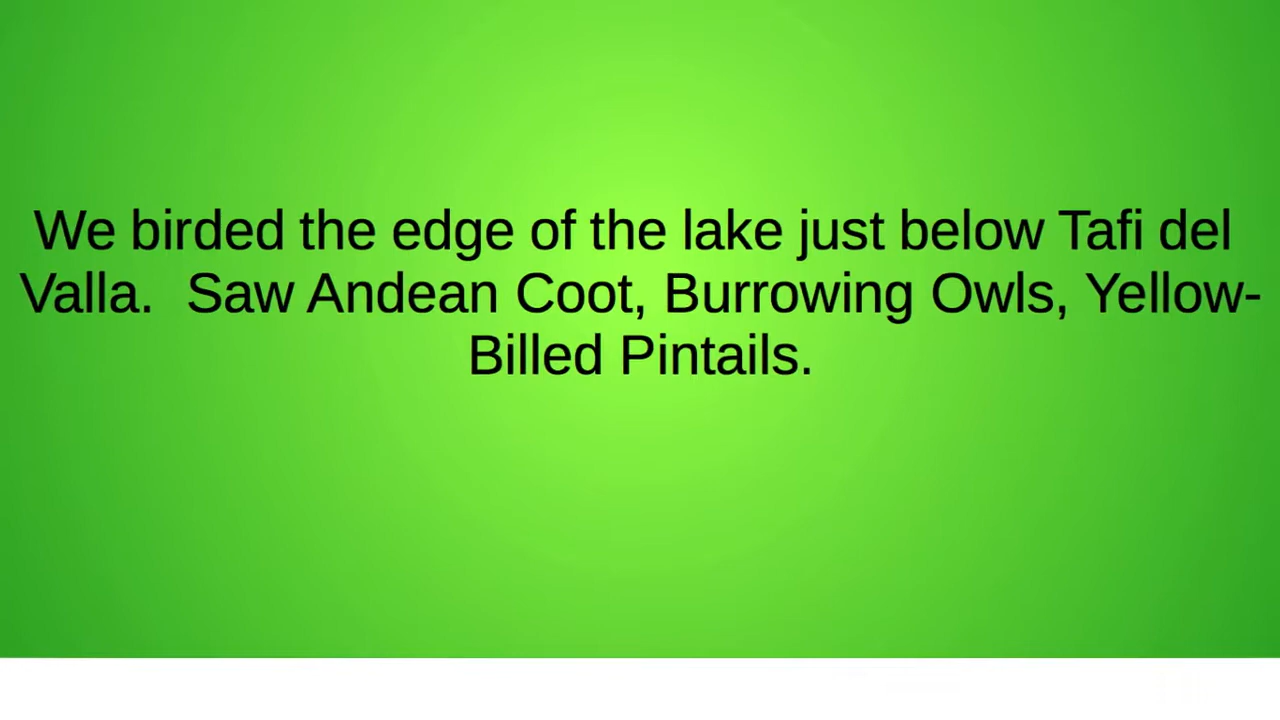 We birded the edge of the lake just below Tafi del
Valla.  Saw Andean Coot, Burrowing Owls, Yellow-
Billed Pintails.